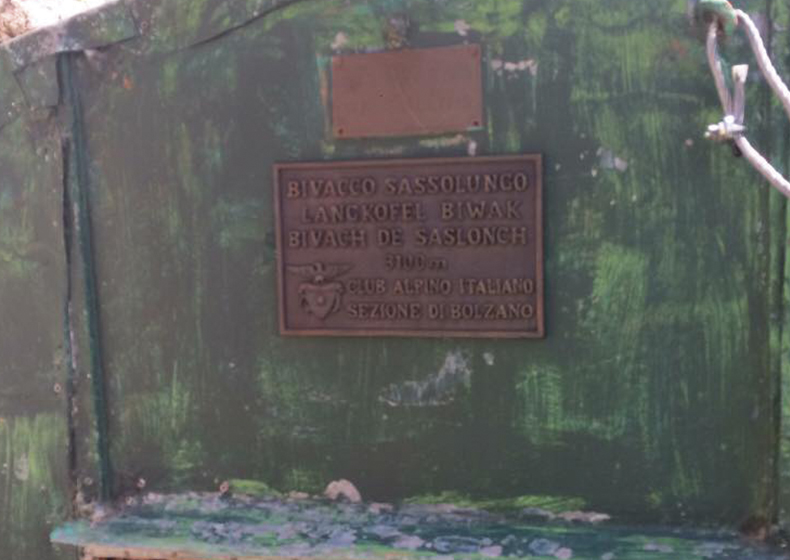 BIVACCO SASSOLUNGO
LANGKOFEL BIWAK
BIVACH DE SASLONCH
3100 m
CLUB ALPINO ITALIANO
SEZIONE DI BOLZANO